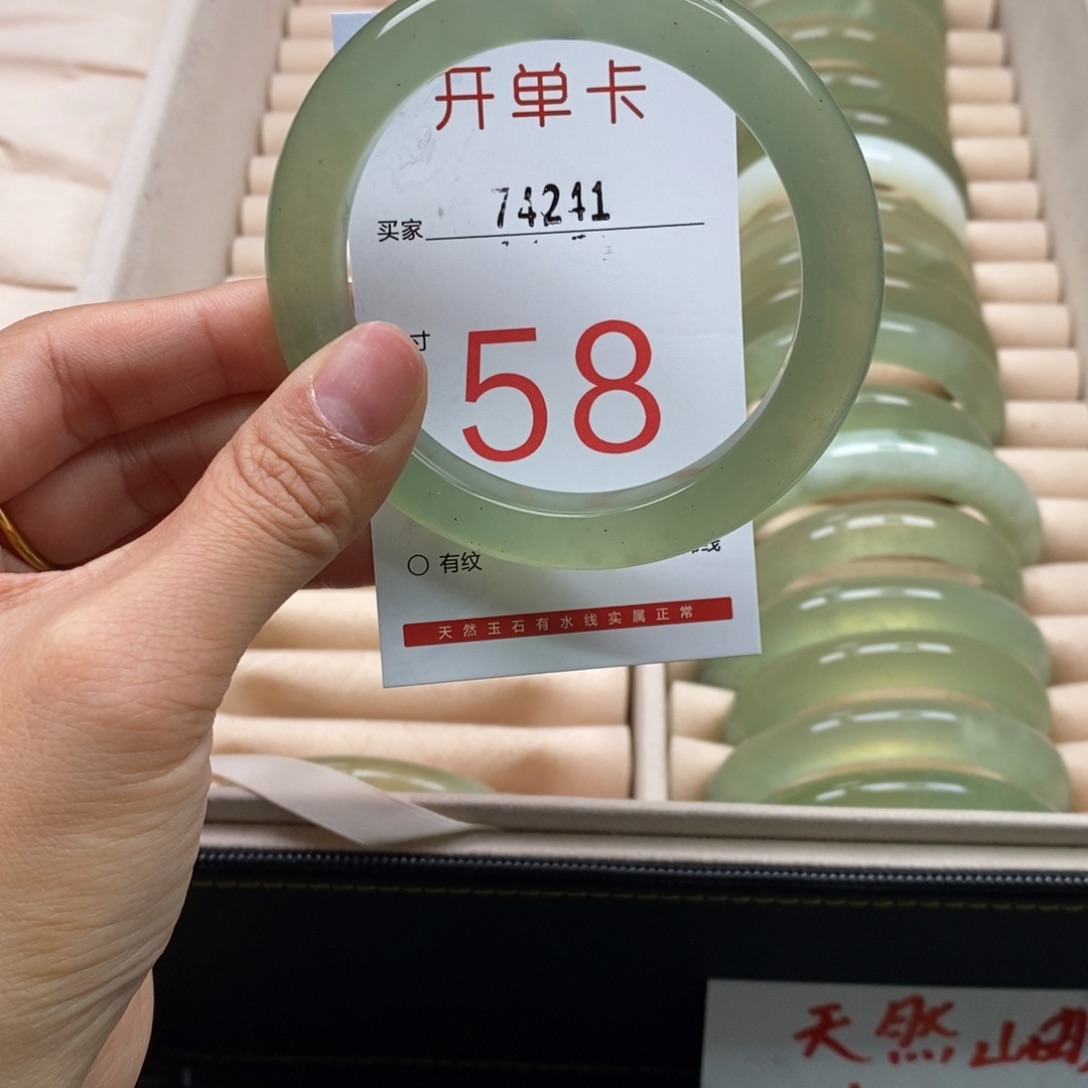 开单卡
买家 74241
寸 58
○ 有纹
天然玉石有水线实属正常
天然山